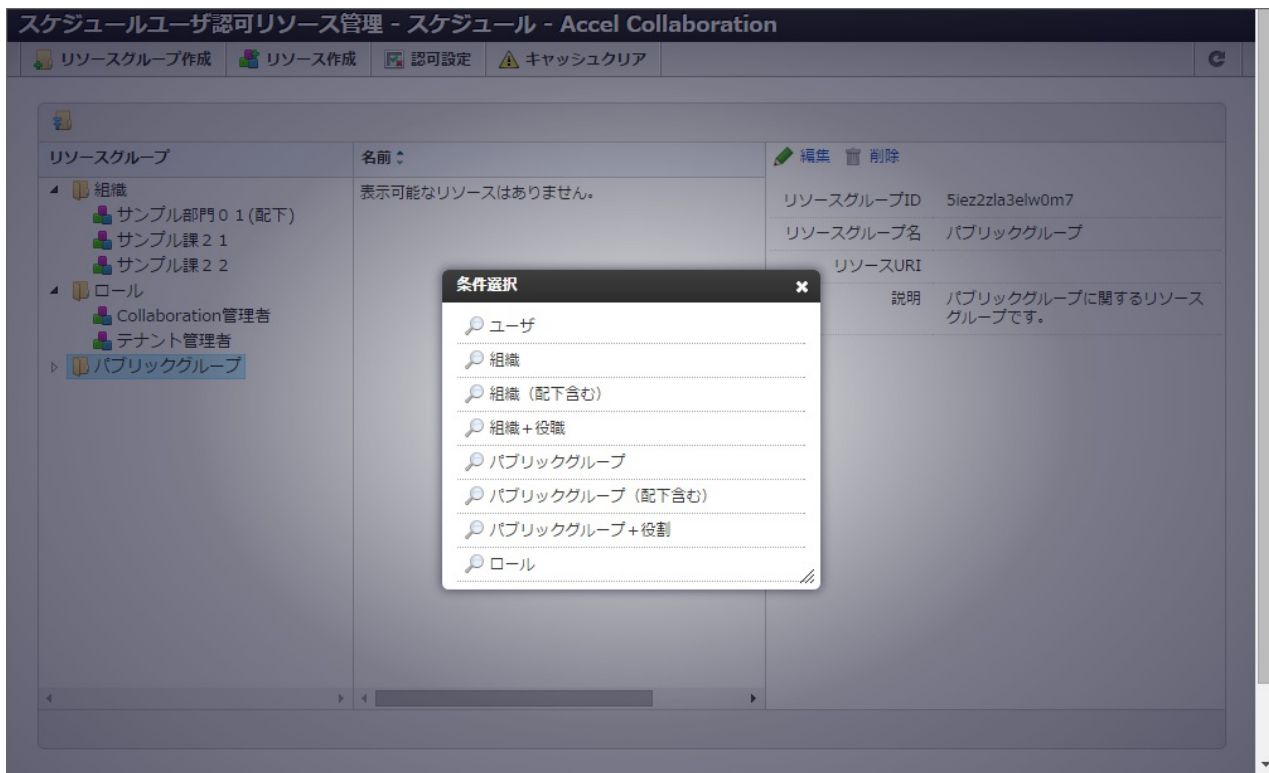 スケジュールユーザ認可リソース管理 - スケジュール - Accel Collaboration
リソースグループ作成 リソース作成 認可設定 キャッシュクリア
リソースグループ
名前
編集 削除
組織
サンプル部門０１(配下)
サンプル課２１
サンプル課２２
ロール
Collaboration管理者
テナント管理者
パブリックグループ
表示可能なリソースはありません。
リソースグループID 5iez2zla3elw0m7
リソースグループ名 パブリックグループ
リソースURI
説明 パブリックグループに関するリソース
グループです。
条件選択
ユーザ
組織
組織（配下含む）
組織＋役職
パブリックグループ
パブリックグループ（配下含む）
パブリックグループ＋役割
ロール